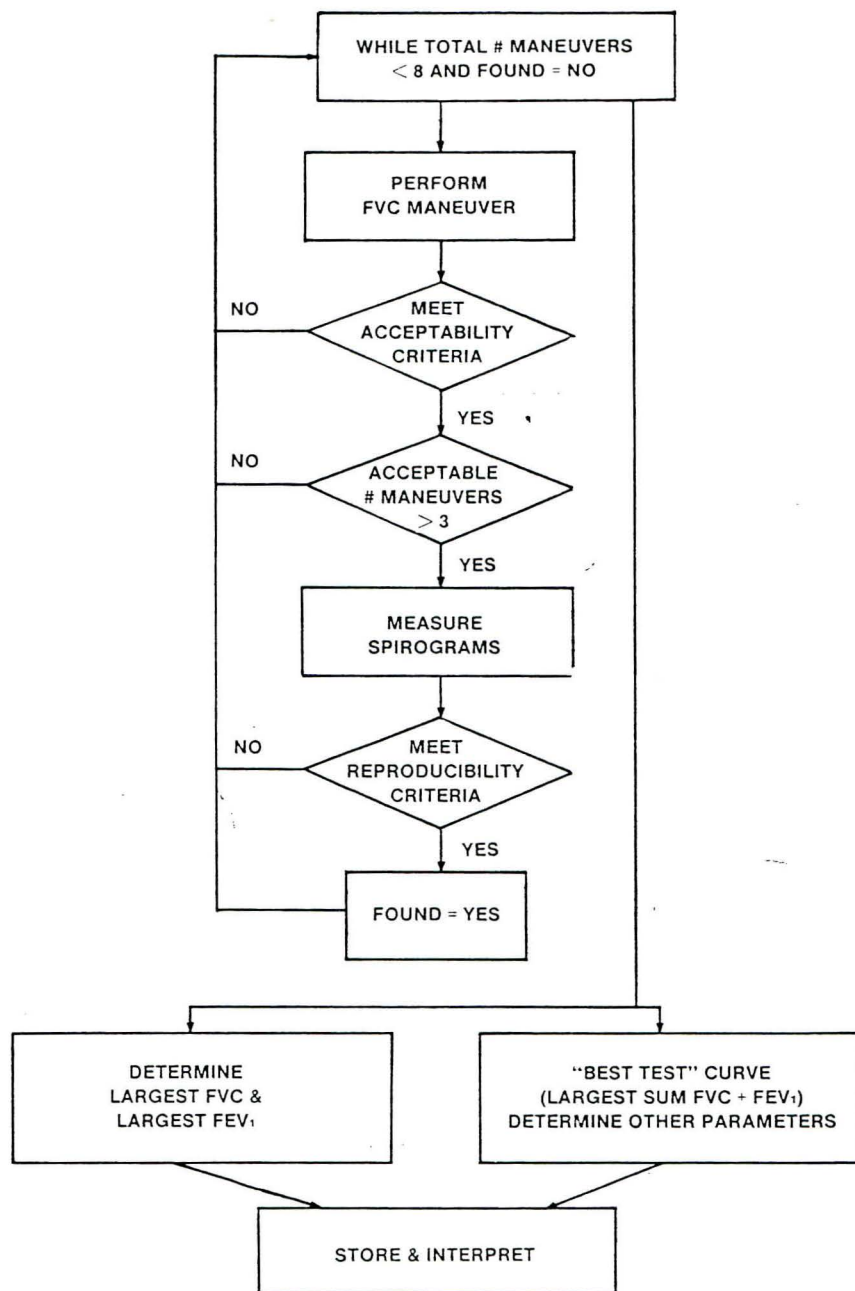 WHILE TOTAL # MANEUVERS
< 8 AND FOUND = NO
PERFORM
FVC MANEUVER
NO
MEET
ACCEPTABILITY
CRITERIA
YES
NO
ACCEPTABLE
# MANEUVERS
> 3
YES
MEASURE
SPIROGRAMS
NO
MEET
REPRODUCIBILITY
CRITERIA
YES
FOUND = YES
DETERMINE
LARGEST FVC &
LARGEST FEV₁
“BEST TEST” CURVE
(LARGEST SUM FVC + FEV₁)
DETERMINE OTHER PARAMETERS
STORE & INTERPRET